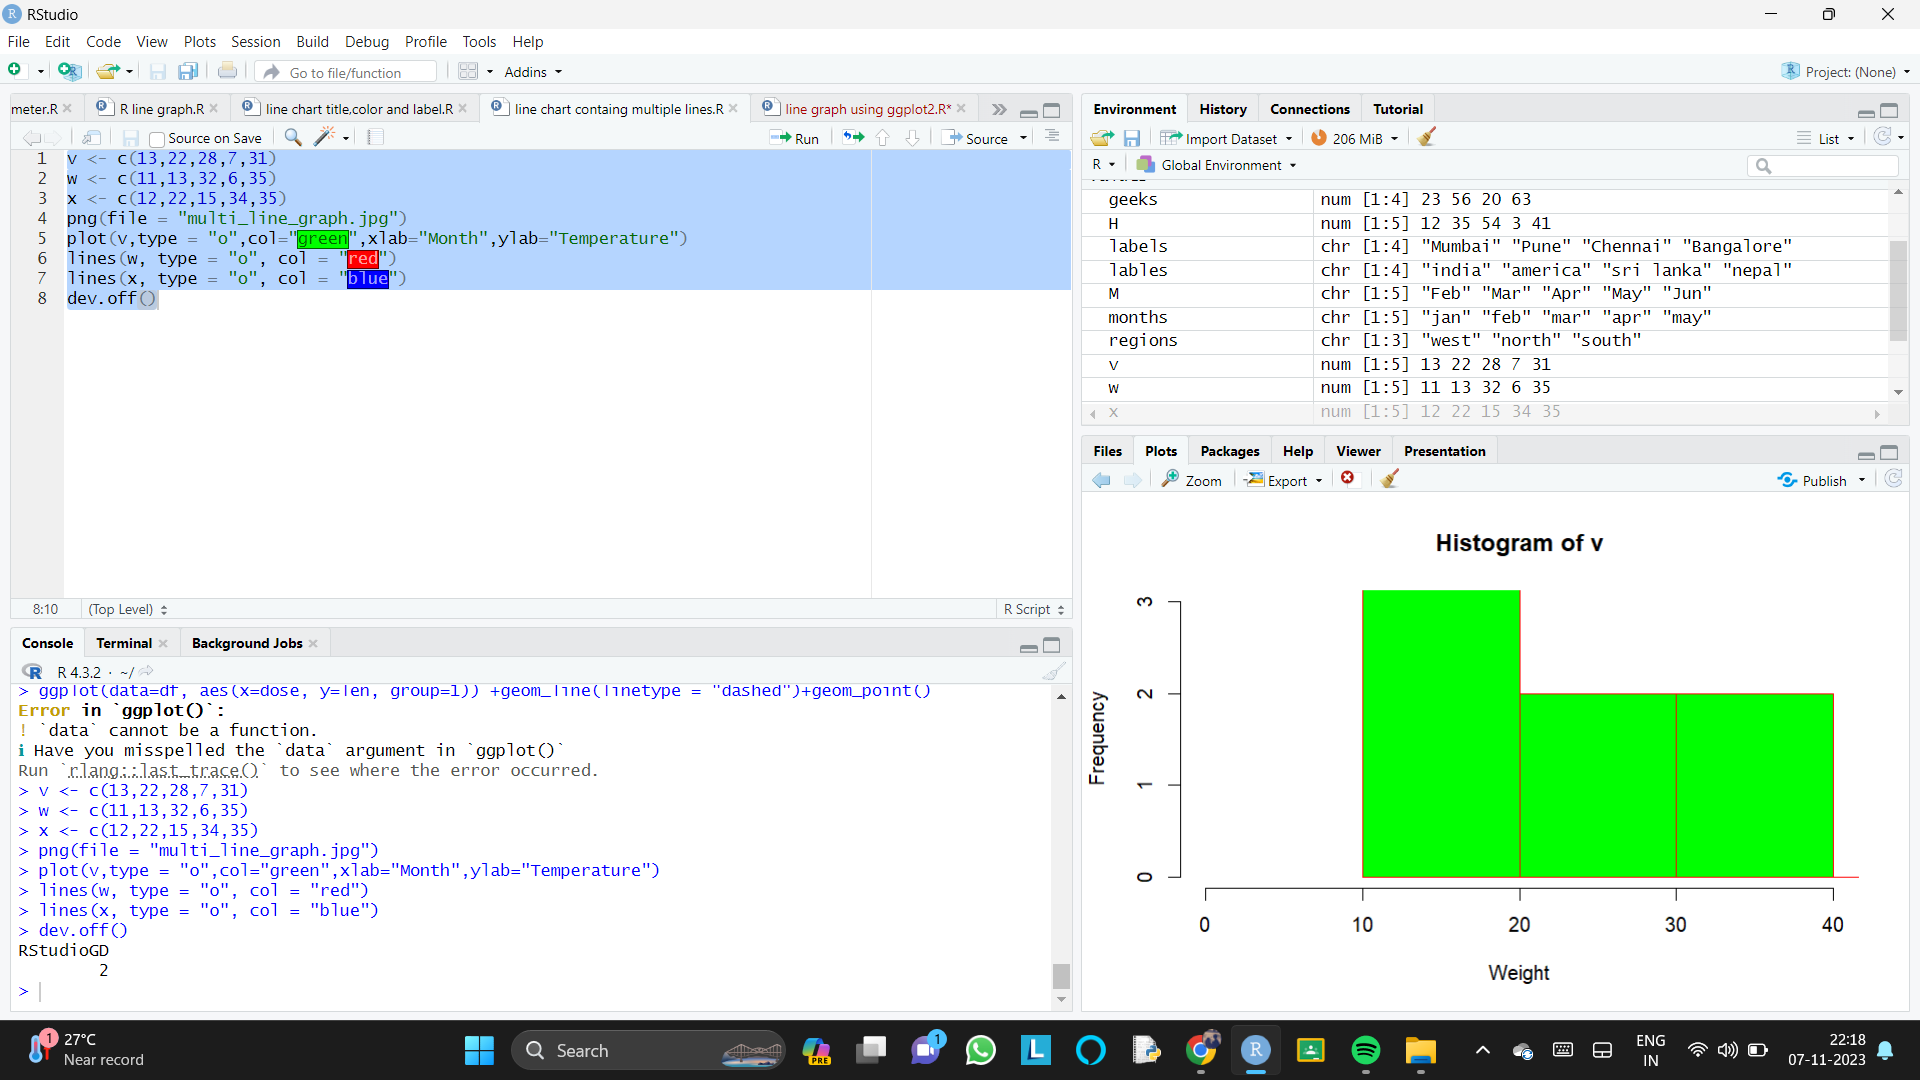 RStudio
File Edit Code View Plots Session Build Debug Profile Tools Help
Go to file/function Addins Project: (None)
meter.R R line graph.R line chart title,color and label.R line chart containg multiple lines.R line graph using ggplot2.R*
Source on Save Run Source
1 v <- c(13,22,28,7,31)
2 w <- c(11,13,32,6,35)
3 x <- c(12,22,15,34,35)
4 png(file = "multi_line_graph.jpg")
5 plot(v,type = "o",col="green",xlab="Month",ylab="Temperature")
6 lines(w, type = "o", col = "red")
7 lines(x, type = "o", col = "blue")
8 dev.off()
8:10 (Top Level) R Script
Console Terminal Background Jobs
R 4.3.2 · ~/
> ggplot(data=df, aes(x=dose, y=len, group=1)) +geom_line(linetype = "dashed")+geom_point()
Error in `ggplot()`:
! `data` cannot be a function.
i Have you misspelled the `data` argument in `ggplot()`
Run `rlang::last_trace()` to see where the error occurred.
> v <- c(13,22,28,7,31)
> w <- c(11,13,32,6,35)
> x <- c(12,22,15,34,35)
> png(file = "multi_line_graph.jpg")
> plot(v,type = "o",col="green",xlab="Month",ylab="Temperature")
> lines(w, type = "o", col = "red")
> lines(x, type = "o", col = "blue")
> dev.off()
RStudioGD
2
>
Environment History Connections Tutorial
Import Dataset 206 MiB List
R Global Environment
geeks num [1:4] 23 56 20 63
H num [1:5] 12 35 54 3 41
labels chr [1:4] "Mumbai" "Pune" "Chennai" "Bangalore"
lables chr [1:4] "india" "america" "sri lanka" "nepal"
M chr [1:5] "Feb" "Mar" "Apr" "May" "Jun"
months chr [1:5] "jan" "feb" "mar" "apr" "may"
regions chr [1:3] "west" "north" "south"
v num [1:5] 13 22 28 7 31
w num [1:5] 11 13 32 6 35
x num [1:5] 12 22 15 34 35
Files Plots Packages Help Viewer Presentation
Zoom Export Publish
Histogram of v
Frequency
3
2
1
0
0 10 20 30 40
Weight
1 27°C
Near record
Search
PRE
1
L
R
ENG
IN
22:18
07-11-2023